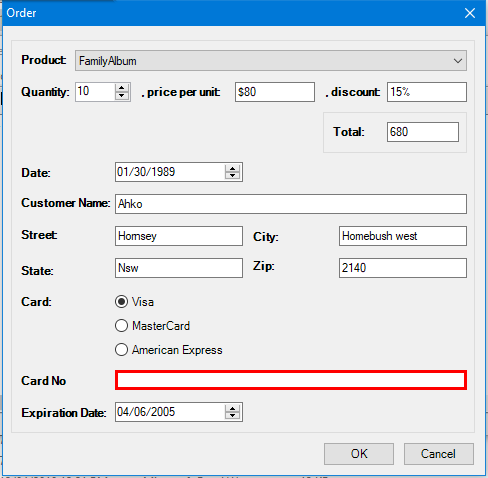 Order
Product: FamilyAlbum
Quantity: 10 , price per unit: $80 , discount: 15%
Total: 680
Date: 01/30/1989
Customer Name: Ahko
Street: Hornsey City: Homebush west
State: Nsw Zip: 2140
Card: Visa
MasterCard
American Express
Card No
Expiration Date: 04/06/2005
OK Cancel